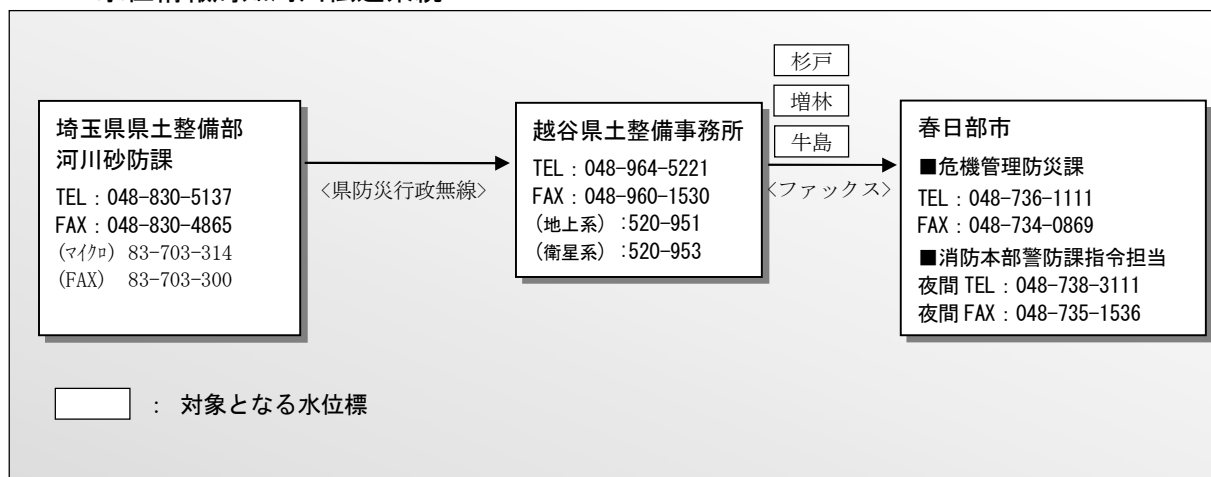 埼玉県県土整備部
河川砂防課
TEL：048-830-5137
FAX：048-830-4865
(マイクロ) 83-703-314
(FAX) 83-703-300
〈県防災行政無線〉
越谷県土整備事務所
TEL：048-964-5221
FAX：048-960-1530
(地上系)：520-951
(衛星系)：520-953
杉戸
増林
牛島
〈ファックス〉
春日部市
■危機管理防災課
TEL：048-736-1111
FAX：048-734-0869
■消防本部警防課指令担当
夜間 TEL：048-738-3111
夜間 FAX：048-735-1536
： 対象となる水位標